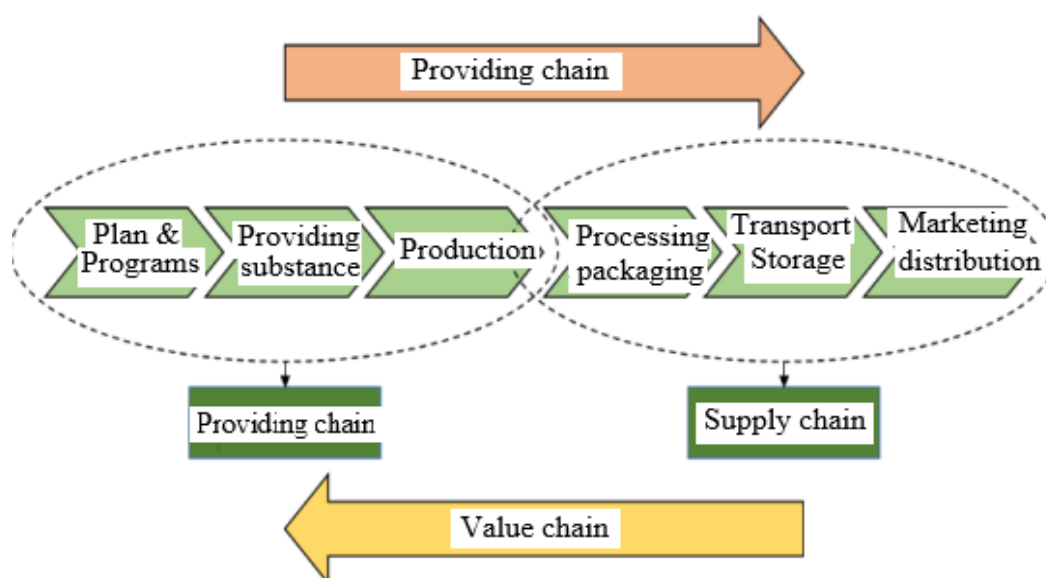 Providing chain
Plan &
Programs
Providing
substance
Production
Processing
packaging
Transport
Storage
Marketing
distribution
Providing chain
Supply chain
Value chain